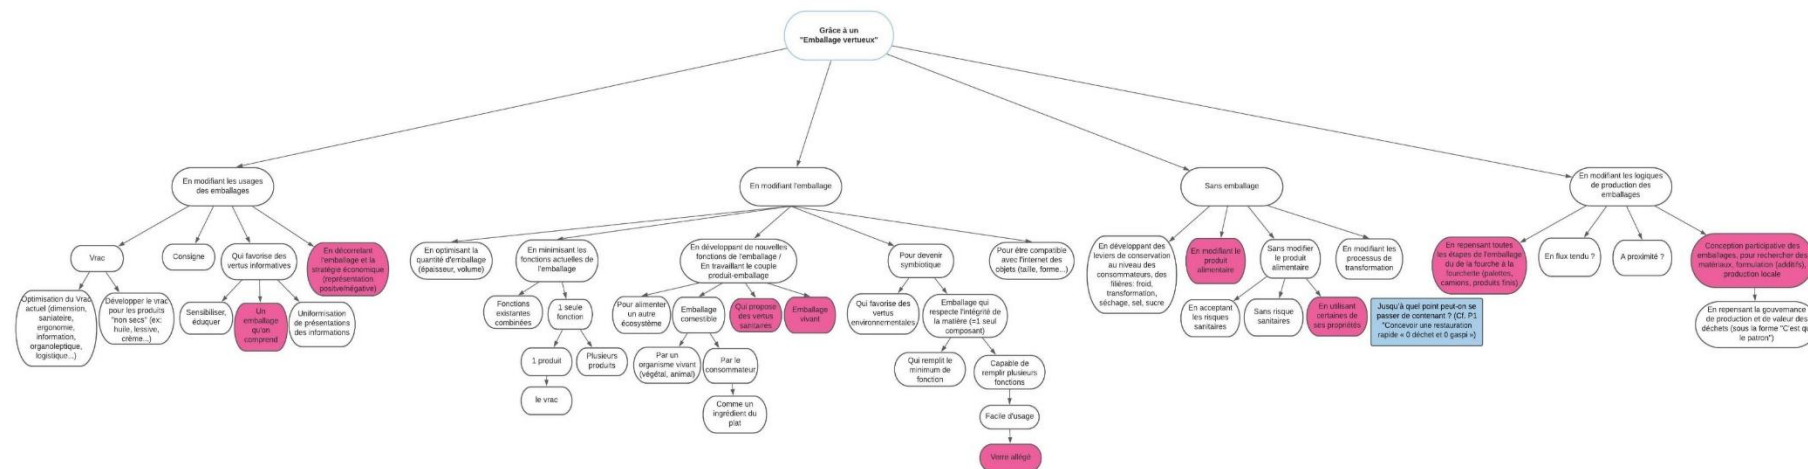 Grâce à un
"Emballage vertueux"
En modifiant les usages
des emballages
En modifiant l'emballage
Sans emballage
En modifiant les logiques
de production des
emballages
Vrac
Consigne
Qui favorise des
vertus informatives
En décorrelant
l'emballage et la
stratégie économique
(représentation
positive/négative)
En optimisant la
quantité d'emballage
(épaisseur, volume)
En minimisant les
fonctions actuelles de
l'emballage
En développant de nouvelles
fonctions de l'emballage /
En travaillant le couple
produit-emballage
Pour devenir
symbiotique
Pour être compatible
avec l'internet des
objets (taille, forme...)
En développant des
leviers de conservation
au niveau des
consommateurs, des
filières: froid,
transformation,
séchage, sel, sucre
En modifiant le
produit
alimentaire
Sans modifier
le produit
alimentaire
En modifiant les
processus de
transformation
En repensant toutes
les étapes de l'emballage
du de la fourche à la
fourchette (palettes,
camions, produits finis)
En flux tendu ?
A proximité ?
Conception participative des
emballages, pour rechercher des
matériaux, formulation (additifs),
production locale
Optimisation du Vrac
actuel (dimension,
saniateire,
ergonomie,
information,
organoleptique,
logistique...)
Développer le vrac
pour les produits
"non secs" (ex:
huile, lessive,
crème...)
Sensibiliser,
éduquer
Un
emballage
qu'on
comprend
Uniformisation
de présentations
des informations
Fonctions
existantes
combinées
1 seule
fonction
Pour alimenter
un autre
écosystème
Emballage
comestible
Qui propose
des vertus
sanitaires
Emballage
vivant
Qui favorise des
vertus
environnementales
Emballage qui
respecte l'intégrité de
la matière (=1 seul
composant)
En acceptant
les risques
sanitaires
Sans risque
sanitaires
En utilisant
certaines de
ses propriétés
Jusqu'à quel point peut-on se
passer de contenant ? (Cf. P1
"Concevoir une restauration
rapide « 0 déchet et 0 gaspi »)
En repensant la gouvernance
de production et de valeur des
déchets (sous la forme "C'est qui
le patron")
1 produit
Plusieurs
produits
Par un
organisme vivant
(végétal, animal)
Par le
consommateur
Qui remplit le
minimum de
fonction
Capable de
remplir plusieurs
fonctions
le vrac
Comme un
ingrédient du
plat
Facile d'usage
Verre allégé